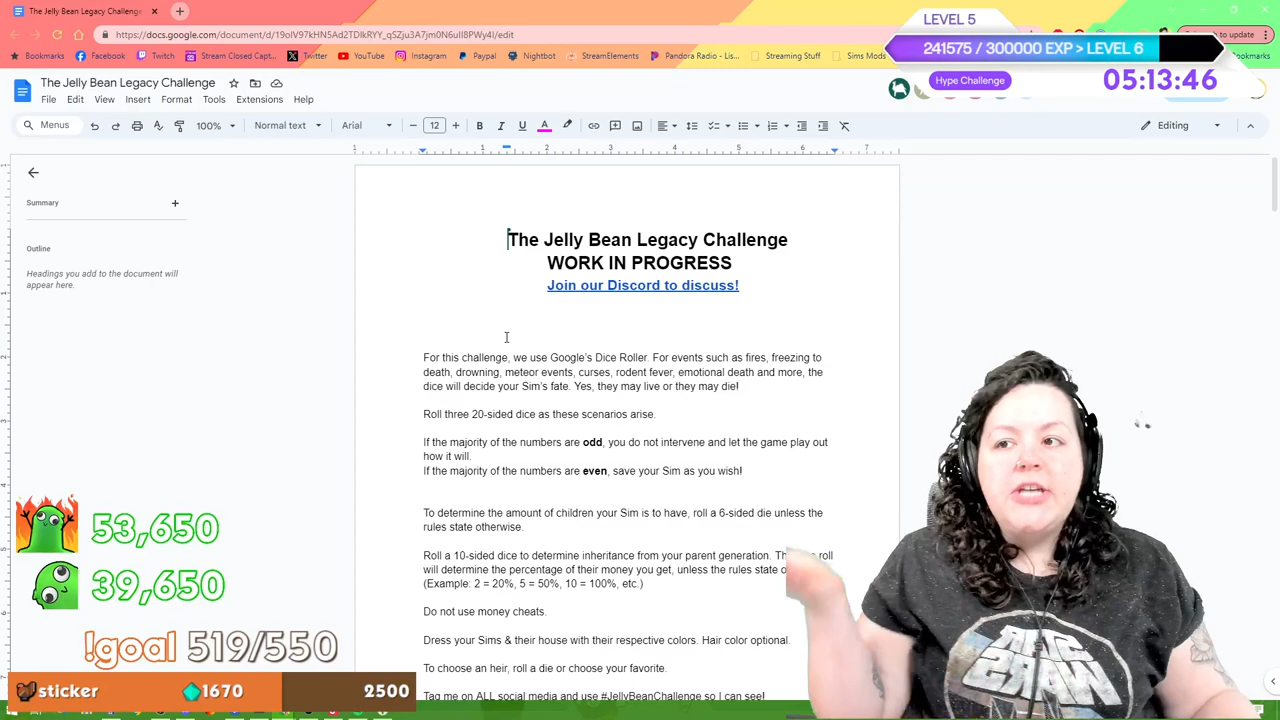 The Jelly Bean Legacy Challenge
LEVEL 5
https://docs.google.com/document/d/
to update
241575 / 300000 EXP > LEVEL 6
Bookmarks
Facebook
Twitch
Stream Closed Capt...
Twitter
YouTube
Instagram
Paypal
Nightbot
StreamElements
Pandora Radio - Lis...
Streaming Stuff
Sims Mods
Bookmarks
The Jelly Bean Legacy Challenge
Hype Challenge
05:13:46
File Edit View Insert Format Tools Extensions Help
Menus
100%
Normal text
Arial
12
B I U A
Editing
1 1 2 3 4 5 6 7
Summary
Outline
Headings you add to the document will
appear here.
The Jelly Bean Legacy Challenge
WORK IN PROGRESS
Join our Discord to discuss!
For this challenge, we use Google's Dice Roller. For events such as fires, freezing to
death, drowning, meteor events, curses, rodent fever, emotional death and more, the
dice will decide your Sim's fate. Yes, they may live or they may die!
Roll three 20-sided dice as these scenarios arise.
If the majority of the numbers are odd, you do not intervene and let the game play out
how it will.
If the majority of the numbers are even, save your Sim as you wish!
To determine the amount of children your Sim is to have, roll a 6-sided die unless the
rules state otherwise.
Roll a 10-sided dice to determine inheritance from your parent generation. roll
will determine the percentage of their money you get, unless the rules state
(Example: 2 = 20%, 5 = 50%, 10 = 100%, etc.)
Do not use money cheats.
Dress your Sims & their house with their respective colors. Hair color optional.
To choose an heir, roll a die or choose your favorite.
Tag me on ALL social media and use #JellyBeanChallenge so I can see!
53,650
39,650
!goal 519/550
sticker 1670 2500
STAR
WARS